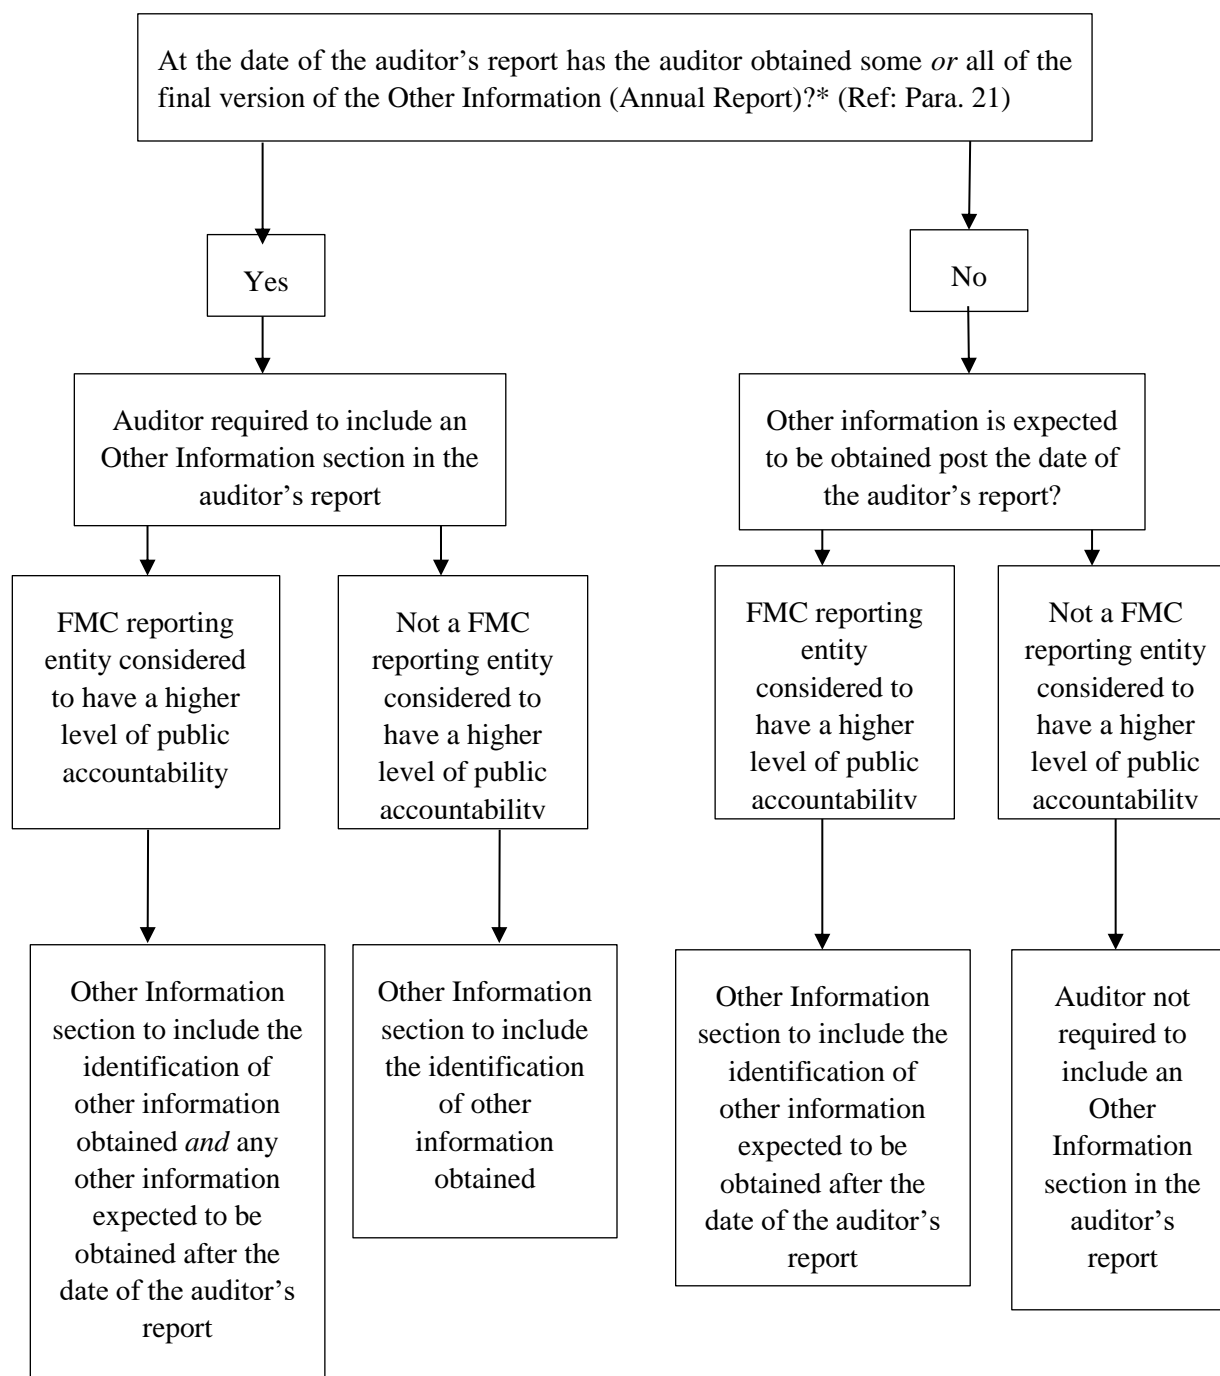 At the date of the auditor’s report has the auditor obtained some or all of the
final version of the Other Information (Annual Report)?* (Ref: Para. 21)
Yes
No
Auditor required to include an
Other Information section in the
auditor’s report
Other information is expected
to be obtained post the date of
the auditor’s report?
FMC reporting
entity considered
to have a higher
level of public
accountability
Not a FMC
reporting entity
considered to
have a higher
level of public
accountability
FMC reporting
entity
considered to
have a higher
level of public
accountability
Not a FMC
reporting entity
considered to
have a higher
level of public
accountability
Other Information
section to include the
identification of
other information
obtained and any
other information
expected to be
obtained after the
date of the auditor’s
report
Other Information
section to include
the identification
of other
information
obtained
Other Information
section to include the
identification of
other information
expected to be
obtained after the
date of the auditor’s
report
Auditor not
required to
include an
Other
Information
section in the
auditor’s
report